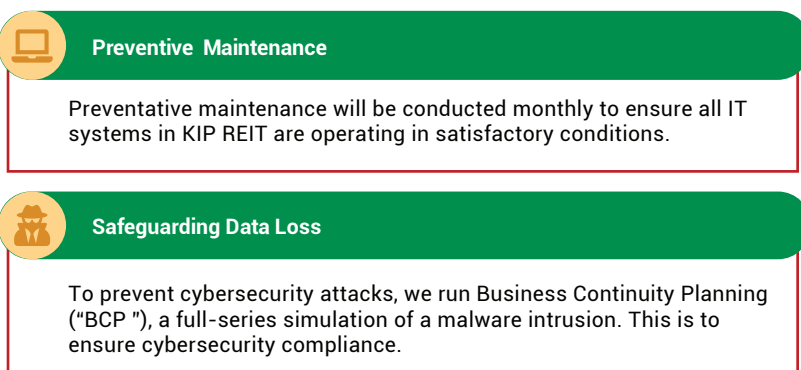 Preventive Maintenance
Preventative maintenance will be conducted monthly to ensure all IT
systems in KIP REIT are operating in satisfactory conditions.
Safeguarding Data Loss
To prevent cybersecurity attacks, we run Business Continuity Planning
(“BCP ”), a full-series simulation of a malware intrusion. This is to
ensure cybersecurity compliance.